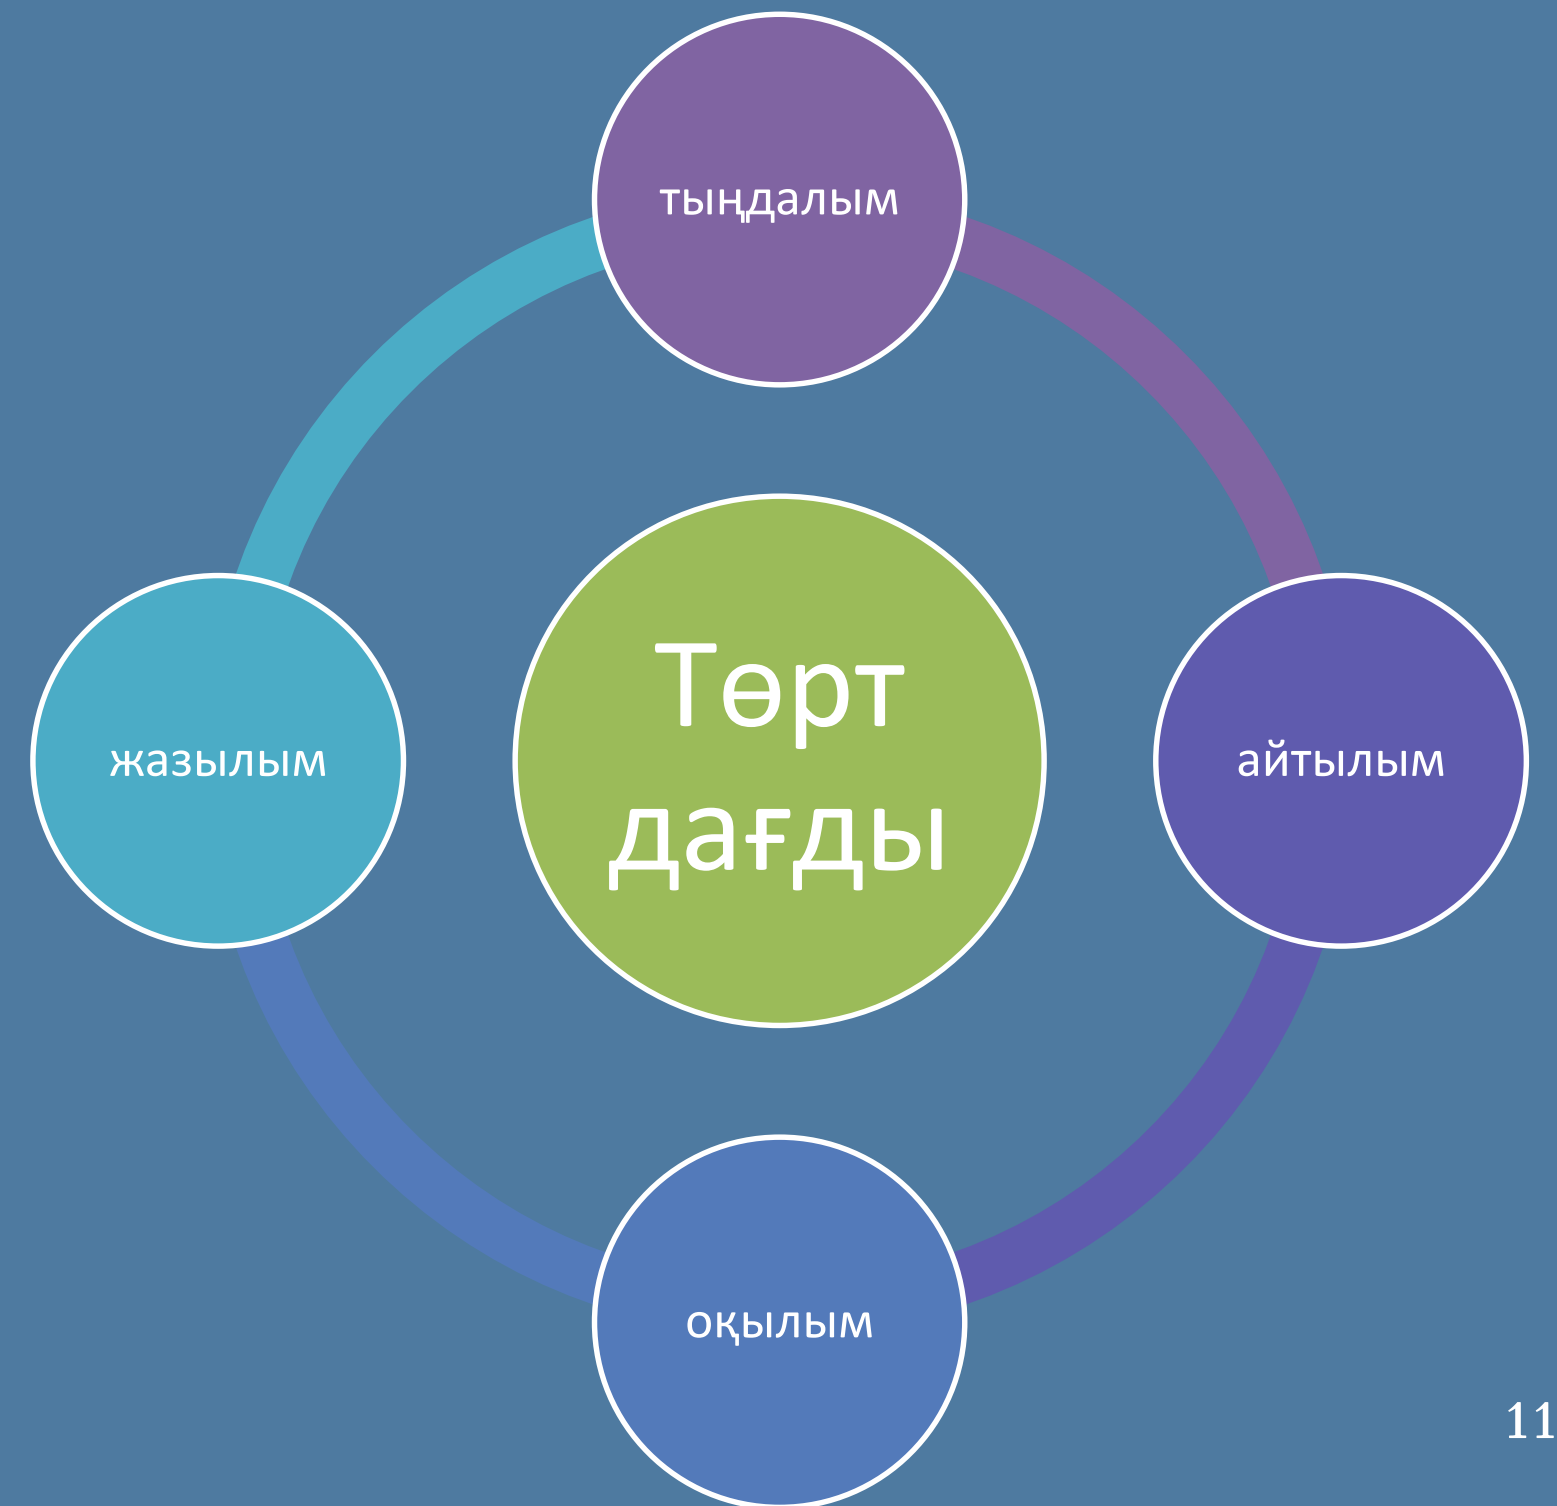 тыңдалым
Төрт
дағды
жазылым
айтылым
оқылым
11